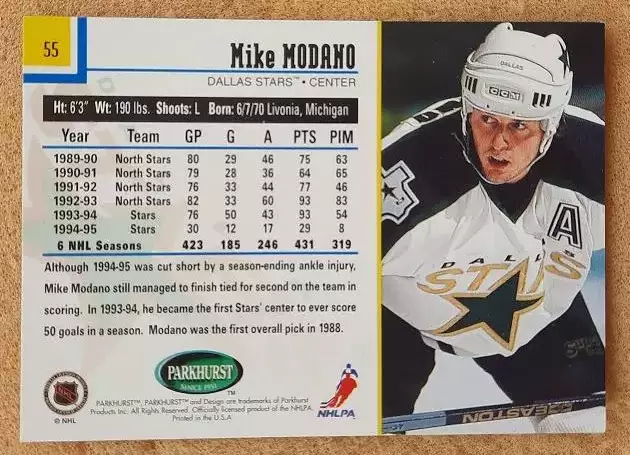 55
Mike MODANO
DALLAS STARS™ • CENTER
Ht: 6'3" Wt: 190 lbs. Shoots: L Born: 6/7/70 Livonia, Michigan
Year Team GP G A PTS PIM
1989-90 North Stars 80 29 46 75 63
1990-91 North Stars 79 28 36 64 65
1991-92 North Stars 76 33 44 77 46
1992-93 North Stars 82 33 60 93 83
1993-94 Stars 76 50 43 93 54
1994-95 Stars 30 12 17 29 8
6 NHL Seasons 423 185 246 431 319
Although 1994-95 was cut short by a season-ending ankle injury,
Mike Modano still managed to finish tied for second on the team in
scoring. In 1993-94, he became the first Stars' center to ever score
50 goals in a season. Modano was the first overall pick in 1988.
PARKHURST
SINCE 1951
™
PARKHURST, PARKHURST and Design are trademarks of Parkhurst
Products Inc. All Rights Reserved. Officially licensed product of the NHLPA.
Printed in the U.S.A.
NHL
© NHL
NHLPA
CCM
A
DALLAS
STARS
EASTON